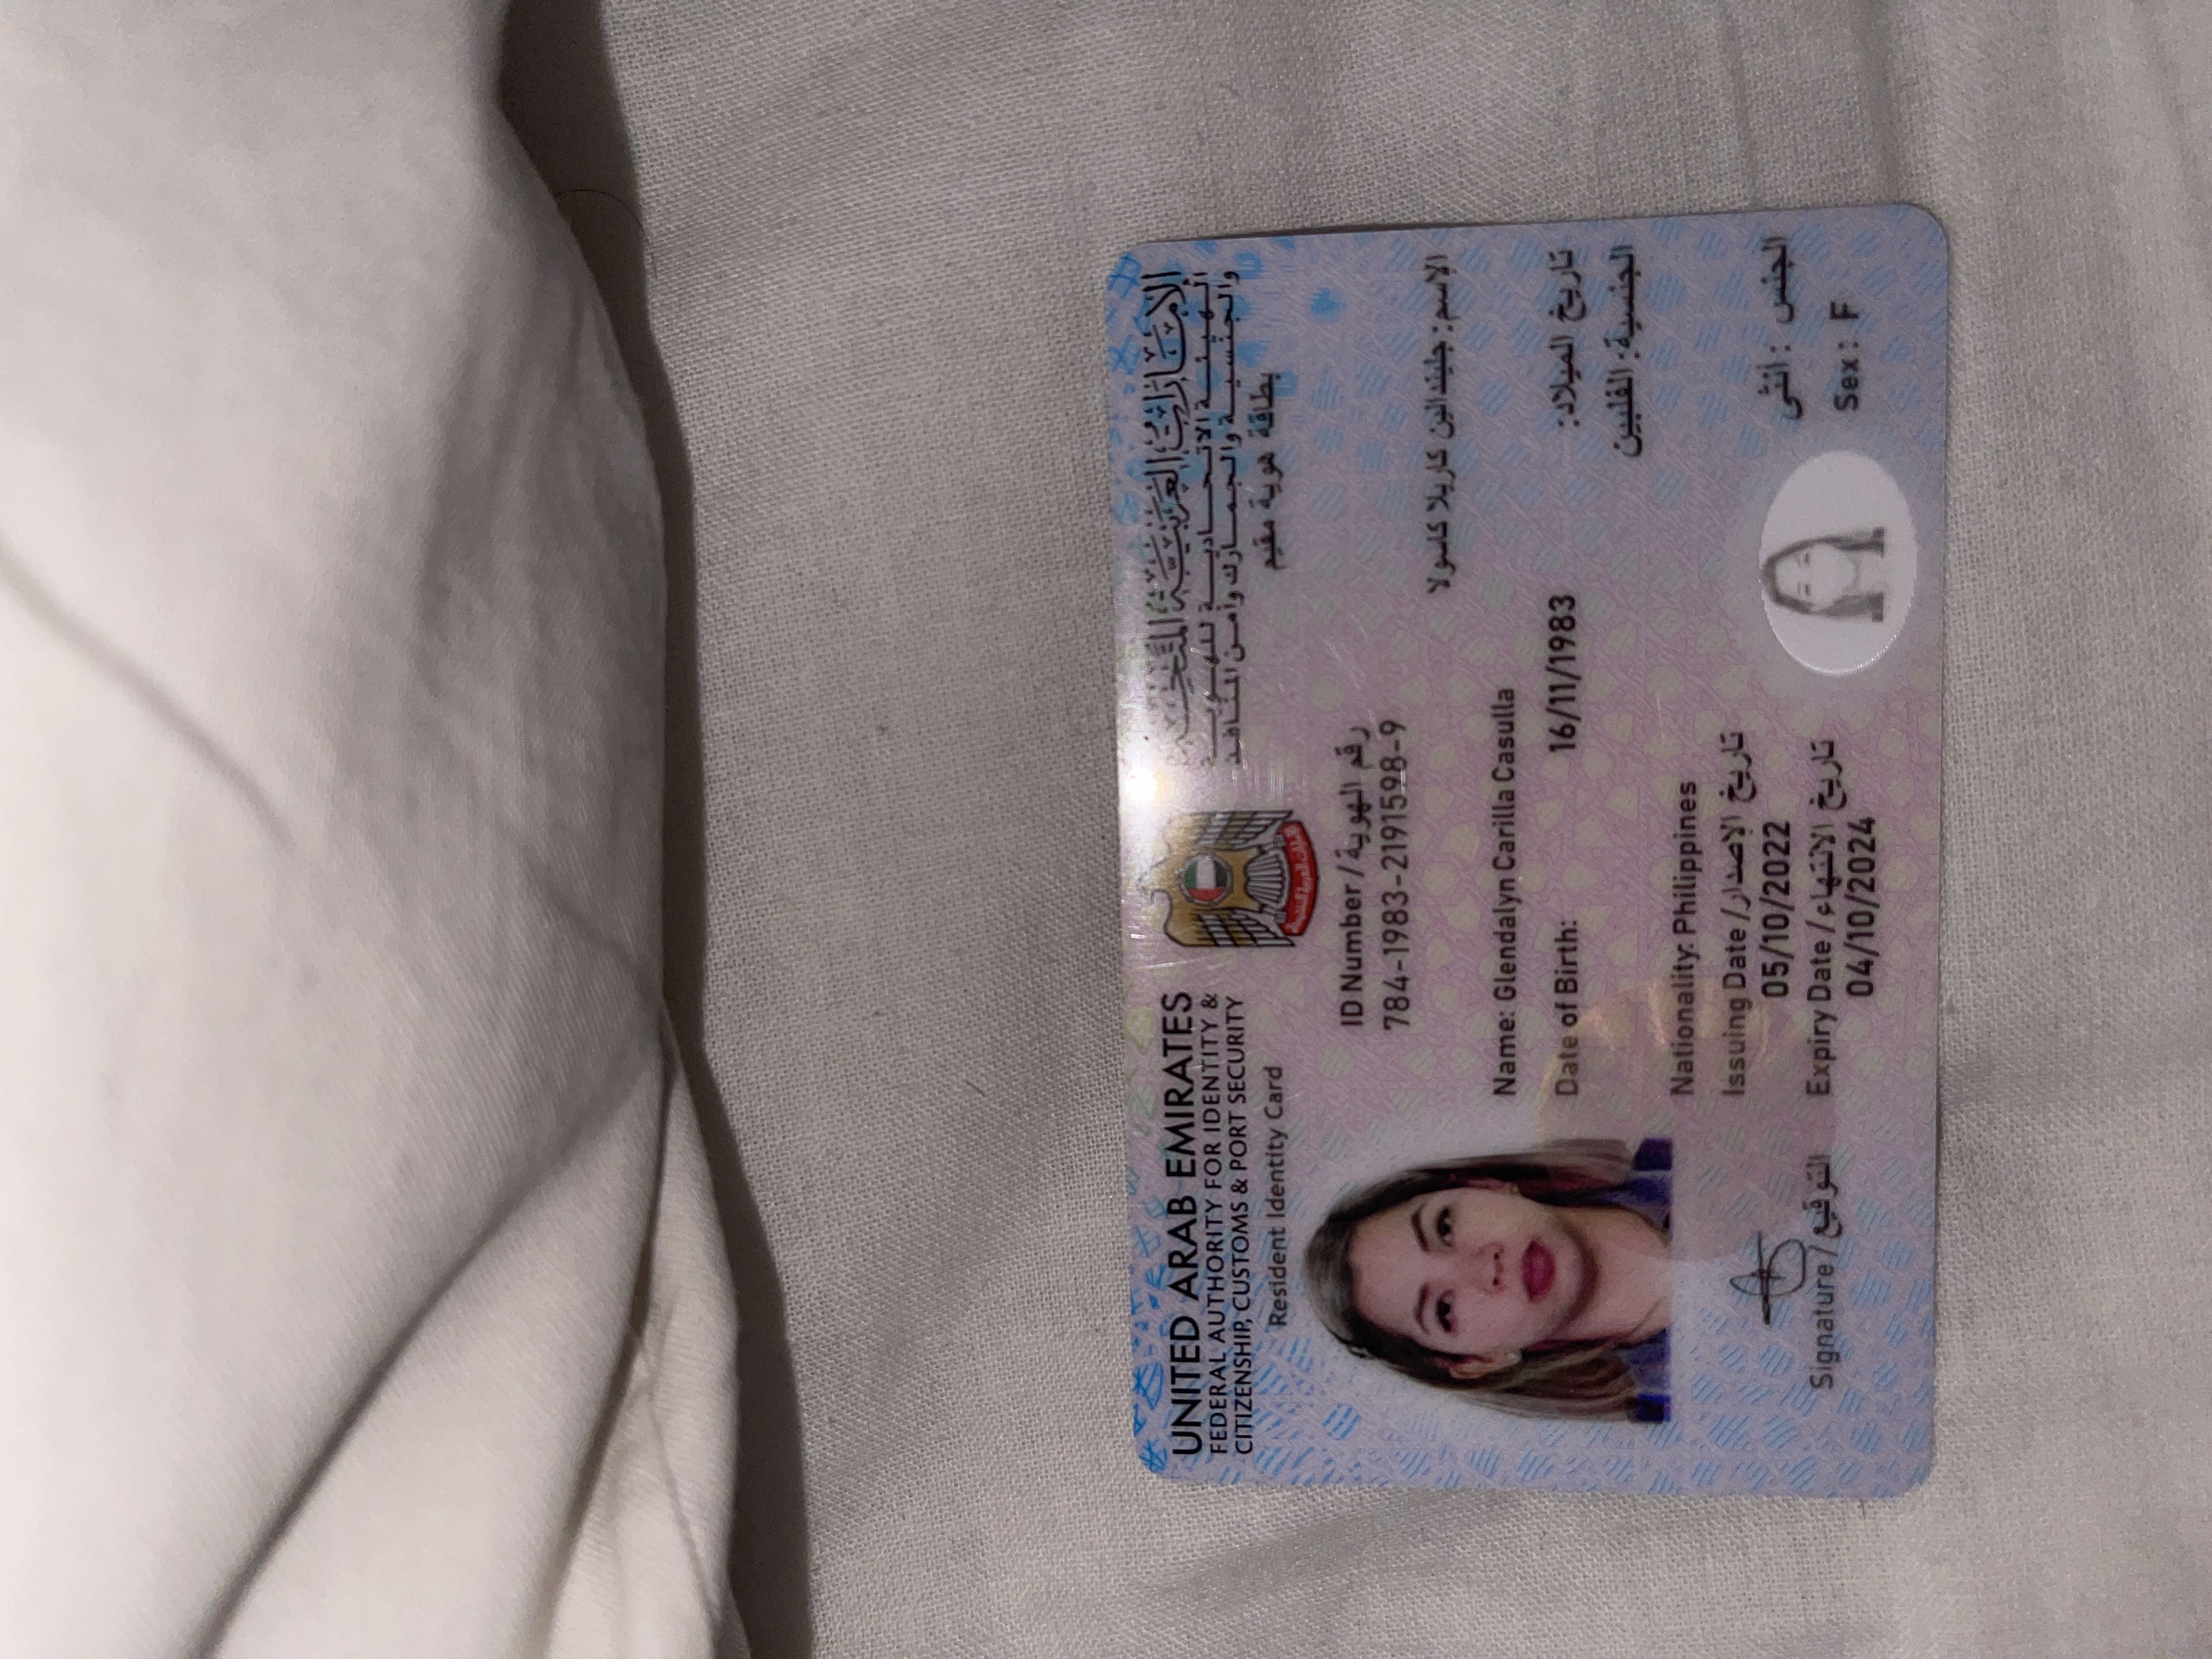 UNITED ARAB EMIRATES
FEDERAL AUTHORITY FOR IDENTITY &
CITIZENSHIP, CUSTOMS & PORT SECURITY
Resident Identity Card
الإمارات العربية المتحدة
الهيئة الاتحادية للهوية
والجنسية والجمارك وأمن المنافذ
بطاقة هوية مقيم
ID Number / رقم الهوية
784-1983-2191598-9
الإسم: جليندالين كاريلا كاسولا
Name: Glendalyn Carilla Casulla
Date of Birth: 16/11/1983 تاريخ الميلاد:
الجنسية: الفلبين
Nationality: Philippines
Issuing Date / تاريخ الإصدار
05/10/2022
Expiry Date / تاريخ الانتهاء
04/10/2024
الجنس : أنثى
Sex : F
Signature / التوقيع